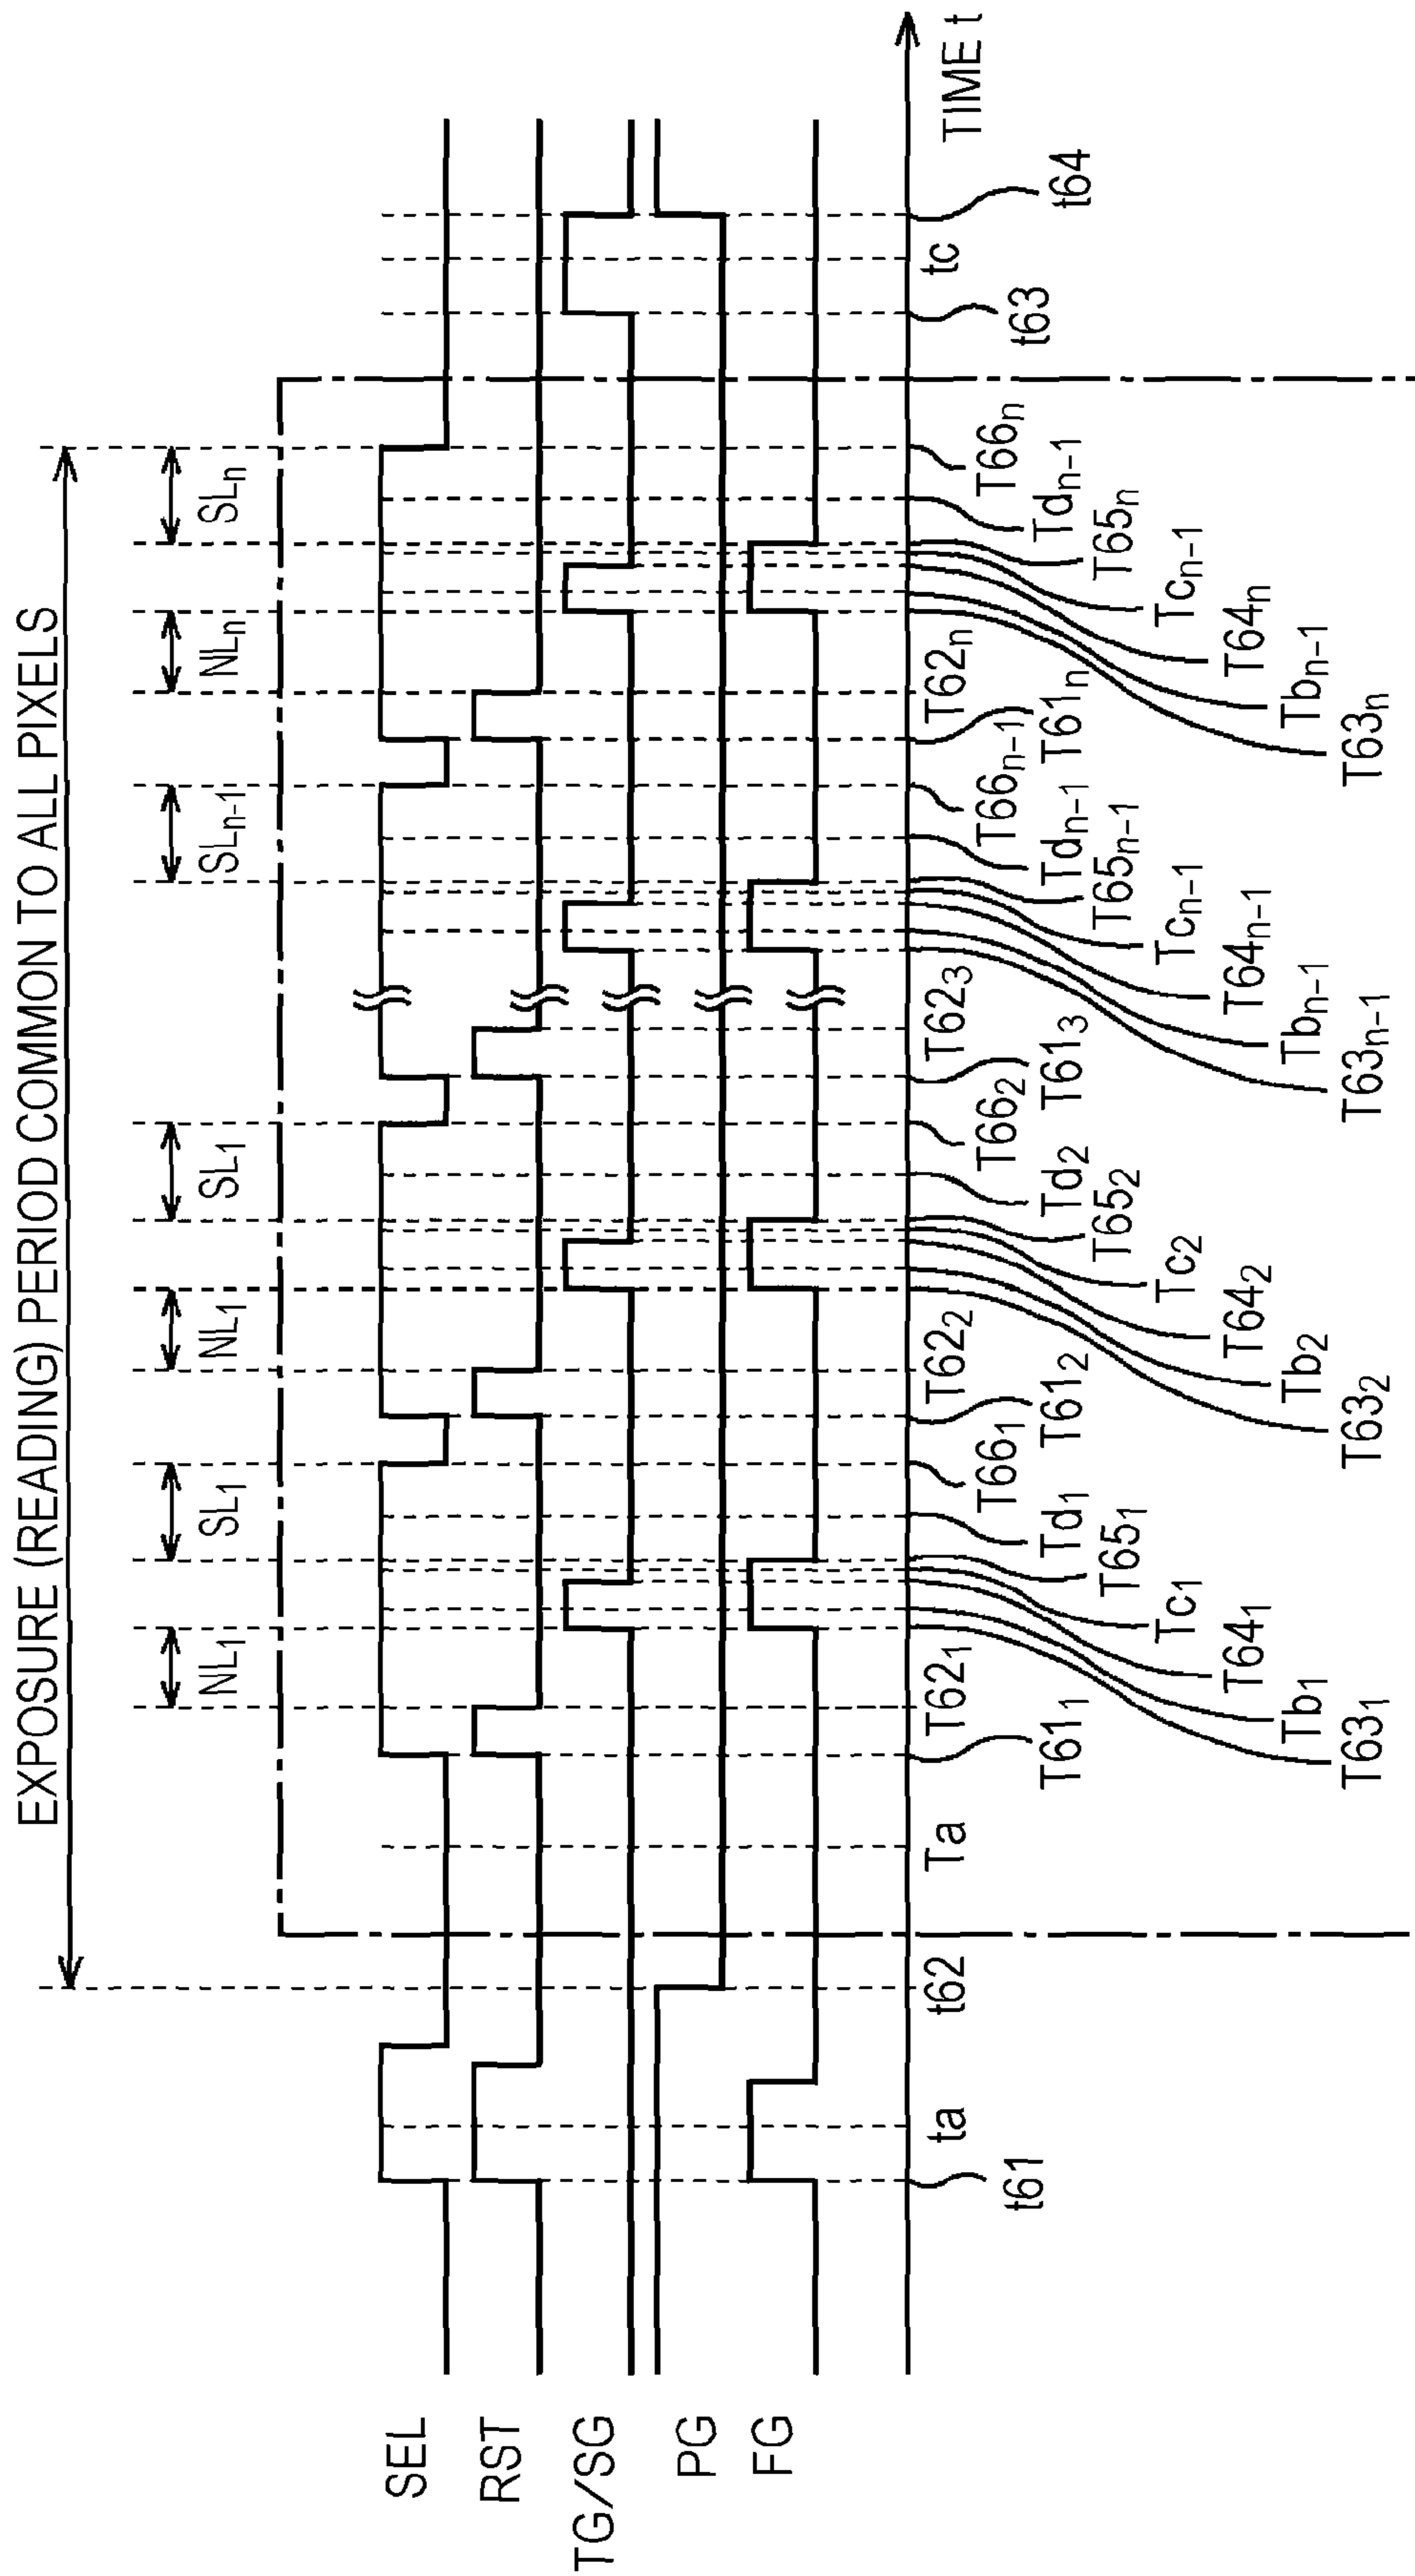 EXPOSURE (READING) PERIOD COMMON TO ALL PIXELS
NL₁
SL₁
NL₁
SL₁
SLₙ₋₁
NLₙ
SLₙ
SEL
RST
TG/SG
PG
FG
TIME t
t61
ta
t62
Ta
T61₁
T62₁
T63₁
Tb₁
T64₁
Tc₁
T65₁
Td₁
T66₁
T61₂
T62₂
T63₂
Tb₂
T64₂
Tc₂
T65₂
Td₂
T66₂
T61₃
T62₃
T63ₙ₋₁
Tbₙ₋₁
T64ₙ₋₁
Tcₙ₋₁
T65ₙ₋₁
Tdₙ₋₁
T66ₙ₋₁
T61ₙ
T62ₙ
T63ₙ
Tbₙ₋₁
T64ₙ
Tcₙ₋₁
T65ₙ
Tdₙ₋₁
T66ₙ
t63
tc
t64